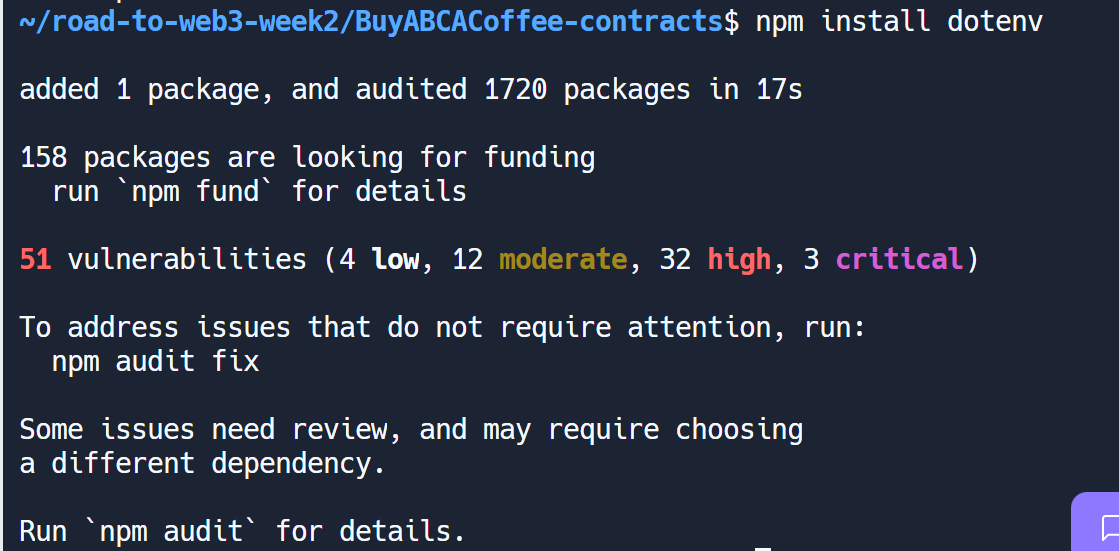 ~/road-to-web3-week2/BuyABCACoffee-contracts$ npm install dotenv
added 1 package, and audited 1720 packages in 17s
158 packages are looking for funding
  run `npm fund` for details
51 vulnerabilities (4 low, 12 moderate, 32 high, 3 critical)
To address issues that do not require attention, run:
  npm audit fix
Some issues need review, and may require choosing
a different dependency.
Run `npm audit` for details.